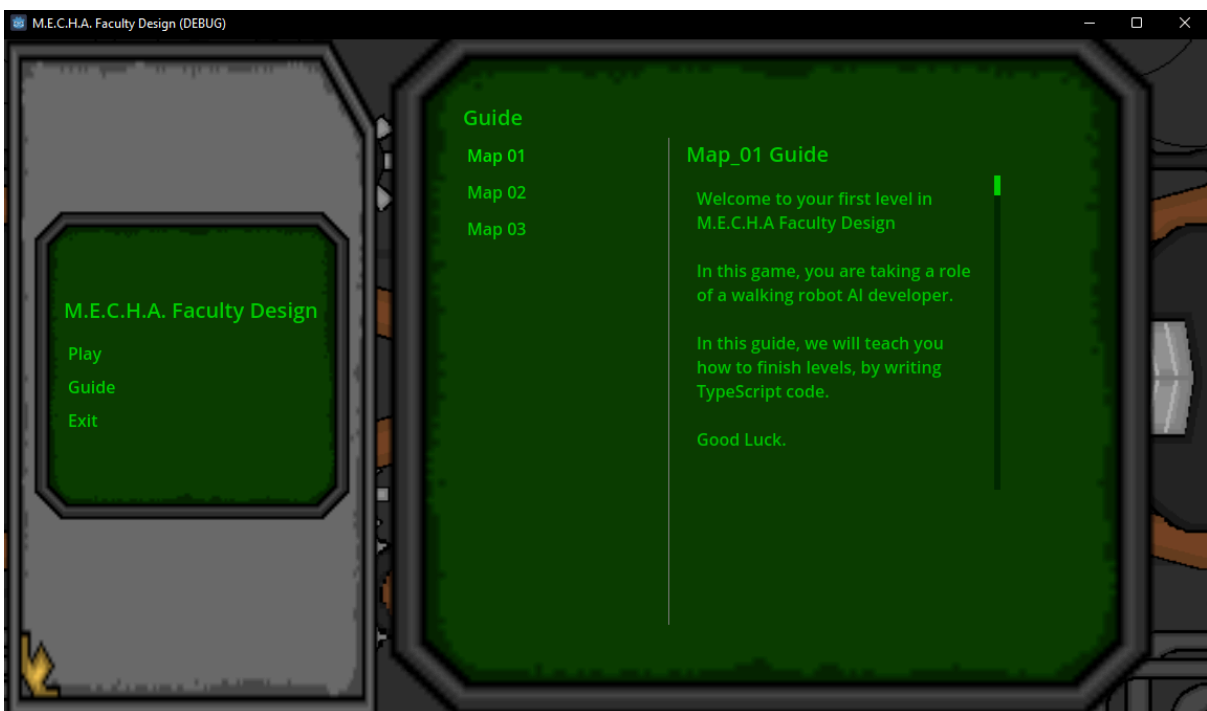 M.E.C.H.A. Faculty Design (DEBUG)
M.E.C.H.A. Faculty Design
Play
Guide
Exit
Guide
Map 01
Map 02
Map 03
Map_01 Guide
Welcome to your first level in
M.E.C.H.A Faculty Design
In this game, you are taking a role
of a walking robot AI developer.
In this guide, we will teach you
how to finish levels, by writing
TypeScript code.
Good Luck.